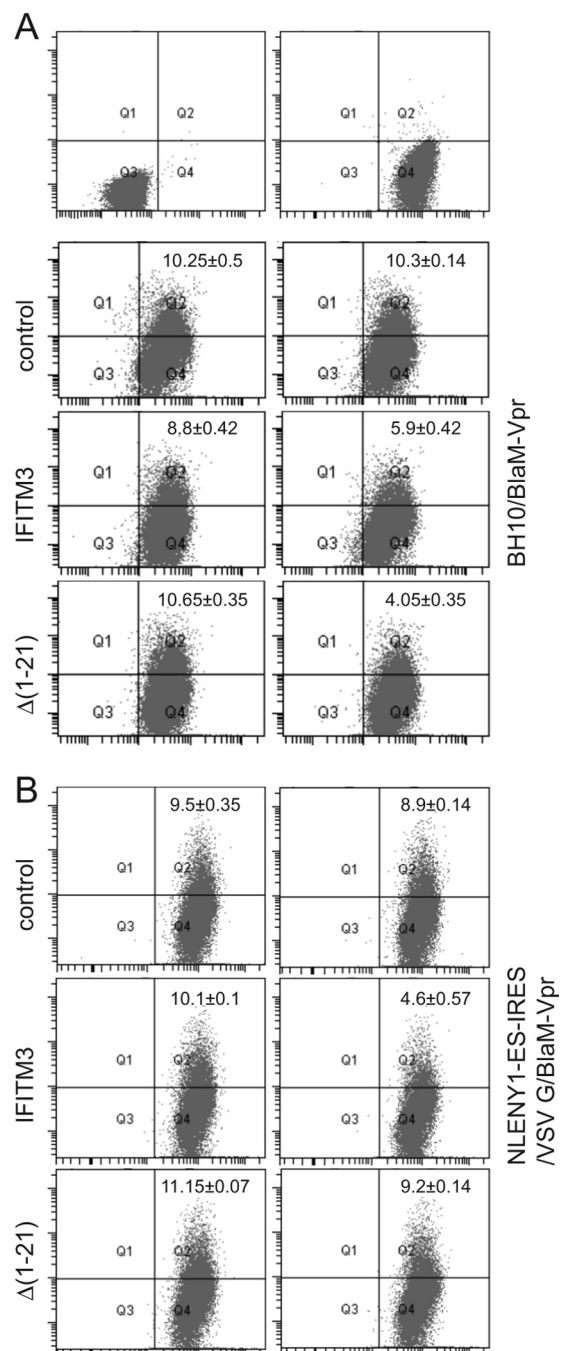 A
Q1 Q2 Q1 Q2
Q3 Q4 Q3 Q4
control
10.25±0.5 10.3±0.14
Q1 Q2 Q1 Q2
Q3 Q4 Q3 Q4
IFITM3
8.8±0.42 5.9±0.42
Q1 Q2 Q1 Q2
Q3 Q4 Q3 Q4
Δ(1-21)
10.65±0.35 4.05±0.35
Q1 Q2 Q1 Q2
Q3 Q4 Q3 Q4
BH10/BlaM-Vpr
B
control
9.5±0.35 8.9±0.14
Q1 Q2 Q1 Q2
Q3 Q4 Q3 Q4
IFITM3
10.1±0.1 4.6±0.57
Q1 Q2 Q1 Q2
Q3 Q4 Q3 Q4
Δ(1-21)
11.15±0.07 9.2±0.14
Q1 Q2 Q1 Q2
Q3 Q4 Q3 Q4
NLENY1-ES-IRES
/VSV G/BlaM-Vpr